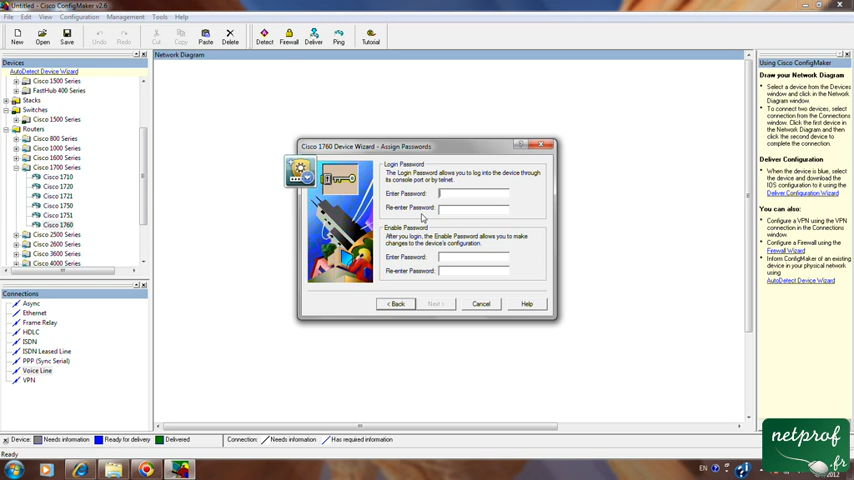 Untitled - Cisco ConfigMaker v2.6
File Edit View Configuration Management Tools Help
New Open Save Undo Redo Cut Copy Paste Delete Detect Firewall Deliver Ping Tutorial
Devices
AutoDetect Device Wizard
Cisco 1500 Series
FastHub 400 Series
Stacks
Switches
Cisco 1500 Series
Routers
Cisco 800 Series
Cisco 1000 Series
Cisco 1600 Series
Cisco 1700 Series
Cisco 1710
Cisco 1720
Cisco 1721
Cisco 1750
Cisco 1751
Cisco 1760
Cisco 2500 Series
Cisco 2600 Series
Cisco 3600 Series
Cisco 4000 Series
Connections
Async
Ethernet
Frame Relay
HDLC
ISDN
ISDN Leased Line
PPP (Sync Serial)
Voice Line
VPN
Network Diagram
Cisco 1760 Device Wizard - Assign Passwords
Login Password
The Login Password allows you to log into the device through
its console port or by telnet.
Enter Password:
Re-enter Password:
Enable Password
After you login, the Enable Password allows you to make
changes to the device's configuration.
Enter Password:
Re-enter Password:
< Back Next > Cancel Help
Using Cisco ConfigMaker
Draw your Network Diagram
Select a device from the Devices
window and click in the Network
Diagram window.
To connect two devices, select
connection from the Connections
window. Click the first device in
the Network Diagram and then
click the second device to
complete the connection.
Deliver Configuration
When the device is blue, select
the device and download the
IOS configuration to it using the
Deliver Configuration Wizard
You can also:
Configure a VPN using the VPN
connection in the Connections
window.
Configure a Firewall using the
Firewall Wizard
Inform ConfigMaker of an existing
device in your physical network
using
AutoDetect Device Wizard
Device: Needs information Ready for delivery Delivered Connection: Needs information Has required information
Ready
EN
netprof
.fr